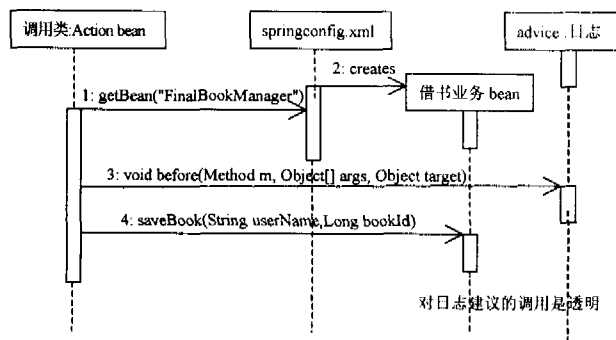 调用类:Action bean
springconfig.xml
advice :日志
2: creates
借书业务 bean
1: getBean("FinalBookManager")
3: void before(Method m, Object[] args, Object target)
4: saveBook(String userName,Long bookId)
对日志建议的调用是透明